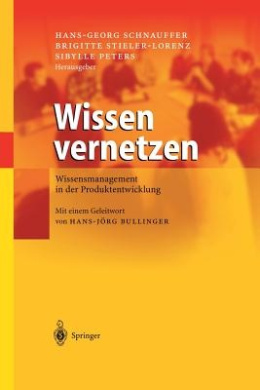 HANS-GEORG SCHNAUFFER
BRIGITTE STIELER-LORENZ
SIBYLLE PETERS
Herausgeber
Wissen
vernetzen
Wissensmanagement
in der Produktentwicklung
Mit einem Geleitwort
von HANS-JÖRG BULLINGER
Springer